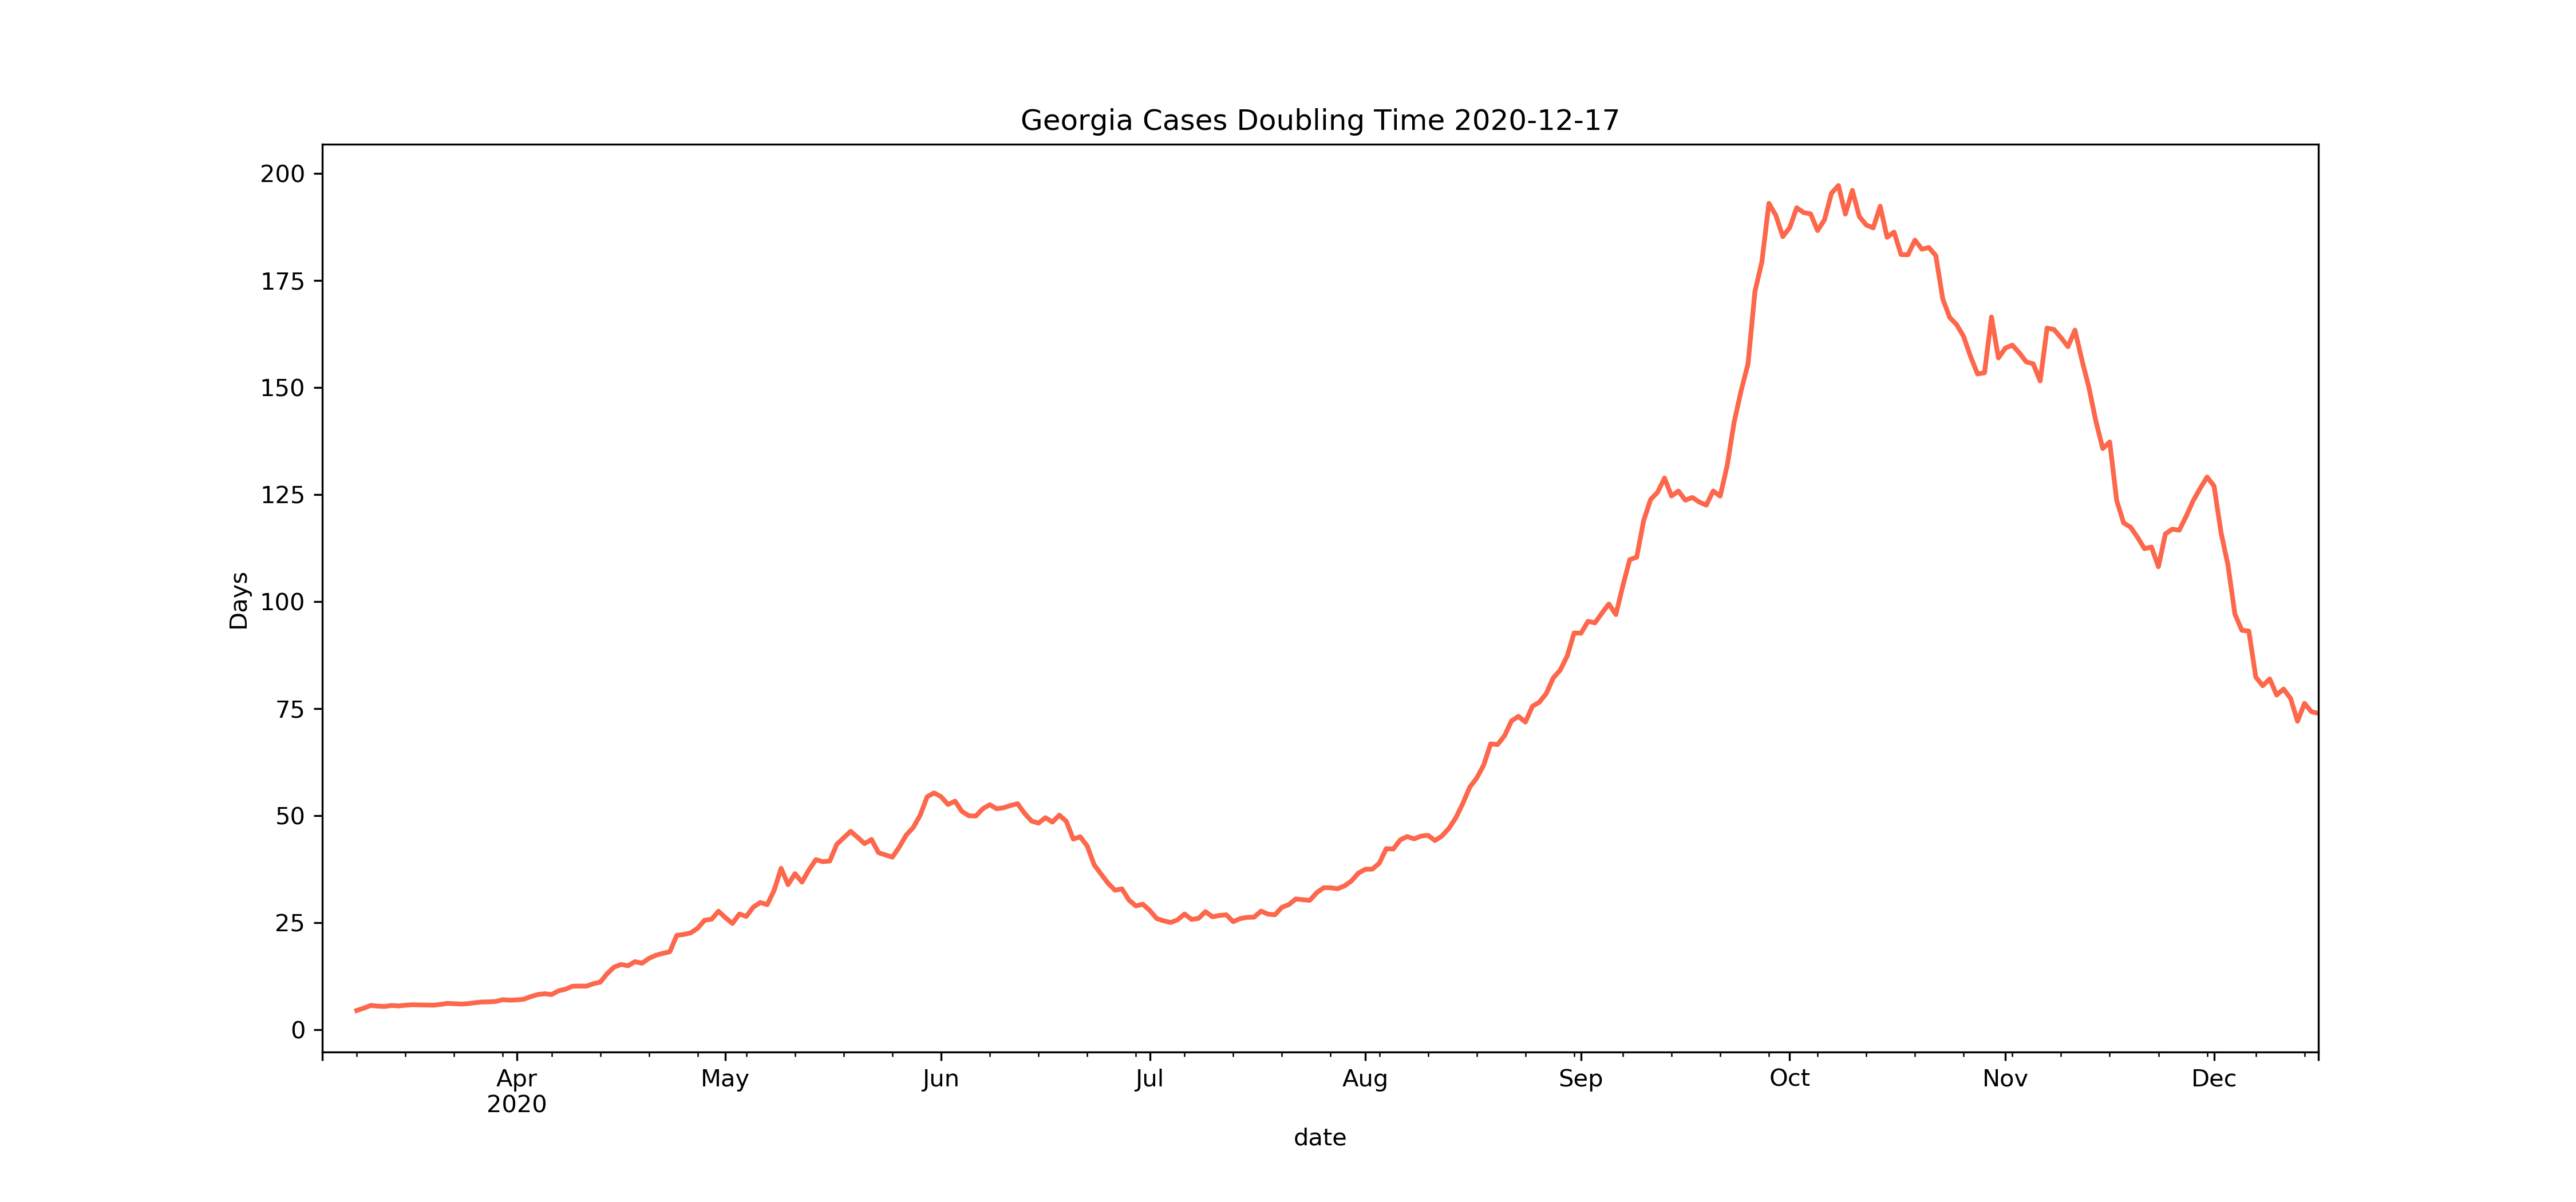 Georgia Cases Doubling Time 2020-12-17
200
175
150
125
100
75
50
25
0
Days
Apr May Jun Jul Aug Sep Oct Nov Dec
2020
date